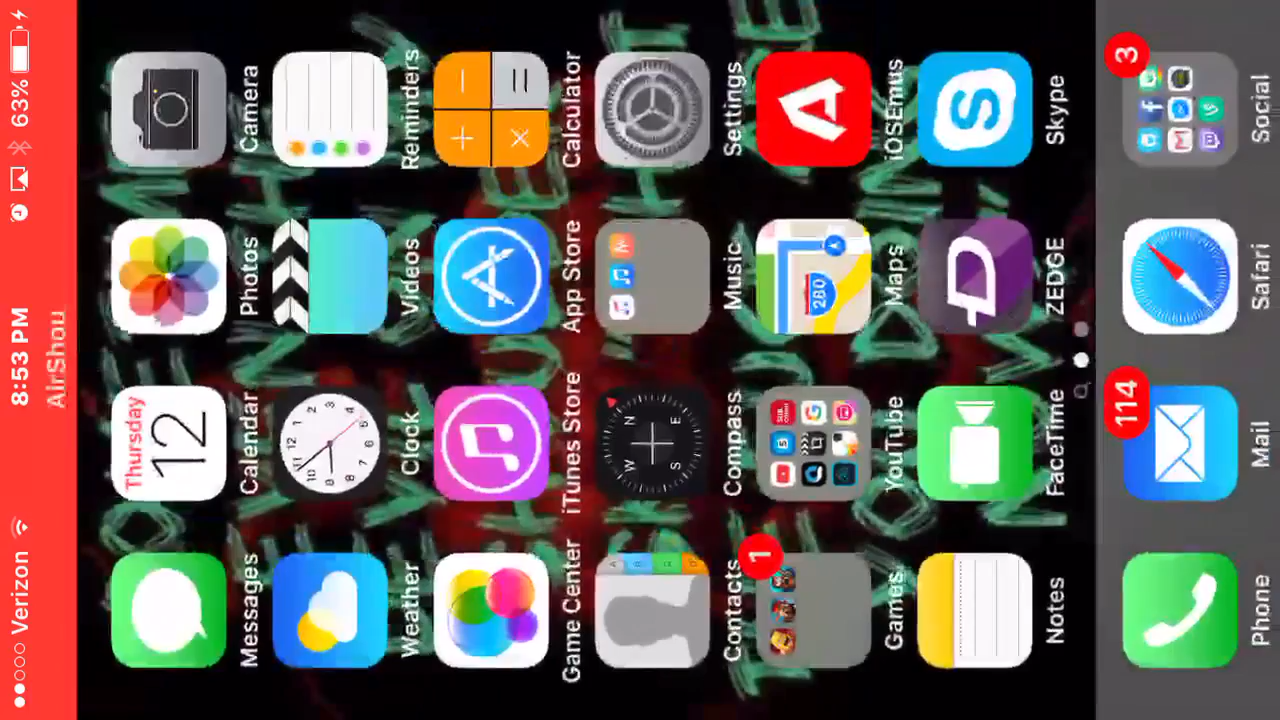 Verizon 8:53 PM 63%
AirShou
Thursday
12
Messages Calendar Photos Camera
Weather Clock Videos Reminders
Game Center iTunes Store App Store Calculator
280
Contacts Compass Music Settings
1
Games YouTube Maps iOSEmus
Notes FaceTime ZEDGE Skype
114 3
Phone Mail Safari Social